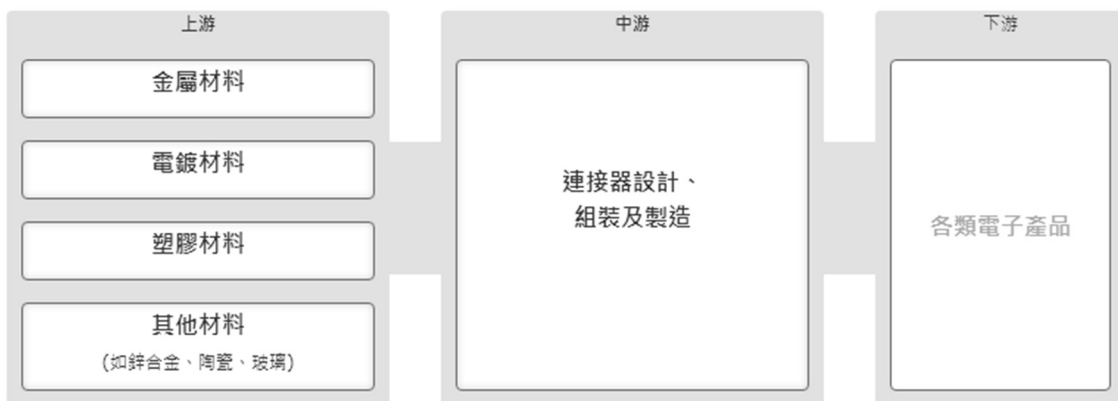 上游
金屬材料
電鍍材料
塑膠材料
其他材料
(如鋅合金、陶瓷、玻璃)
中游
連接器設計、
組裝及製造
下游
各類電子產品